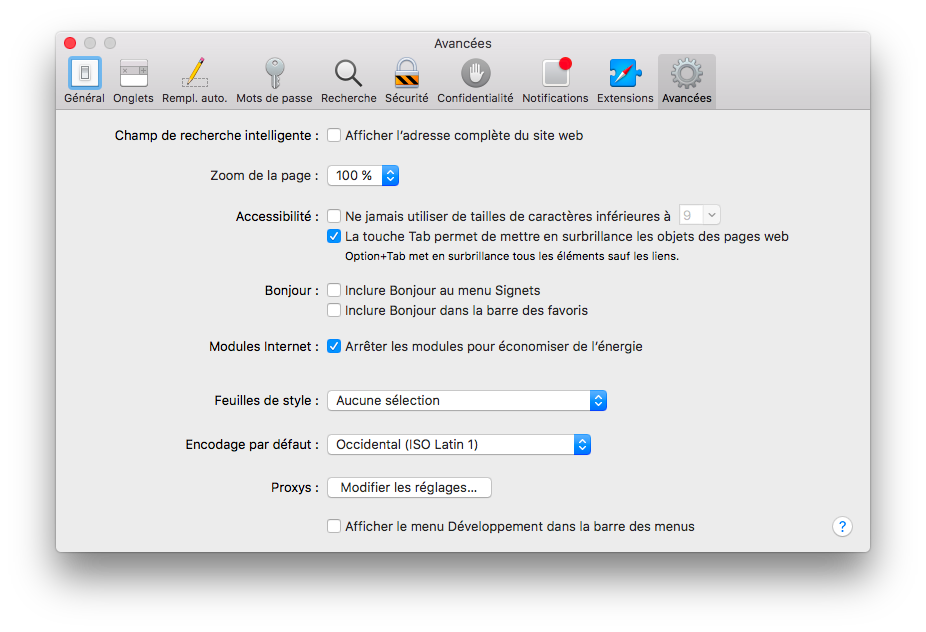 Avancées
Général Onglets Rempl. auto. Mots de passe Recherche Sécurité Confidentialité Notifications Extensions Avancées
Champ de recherche intelligente : Afficher l'adresse complète du site web
Zoom de la page : 100 %
Accessibilité : Ne jamais utiliser de tailles de caractères inférieures à 9
La touche Tab permet de mettre en surbrillance les objets des pages web
Option+Tab met en surbrillance tous les éléments sauf les liens.
Bonjour : Inclure Bonjour au menu Signets
Inclure Bonjour dans la barre des favoris
Modules Internet : Arrêter les modules pour économiser de l'énergie
Feuilles de style : Aucune sélection
Encodage par défaut : Occidental (ISO Latin 1)
Proxys : Modifier les réglages...
Afficher le menu Développement dans la barre des menus ?